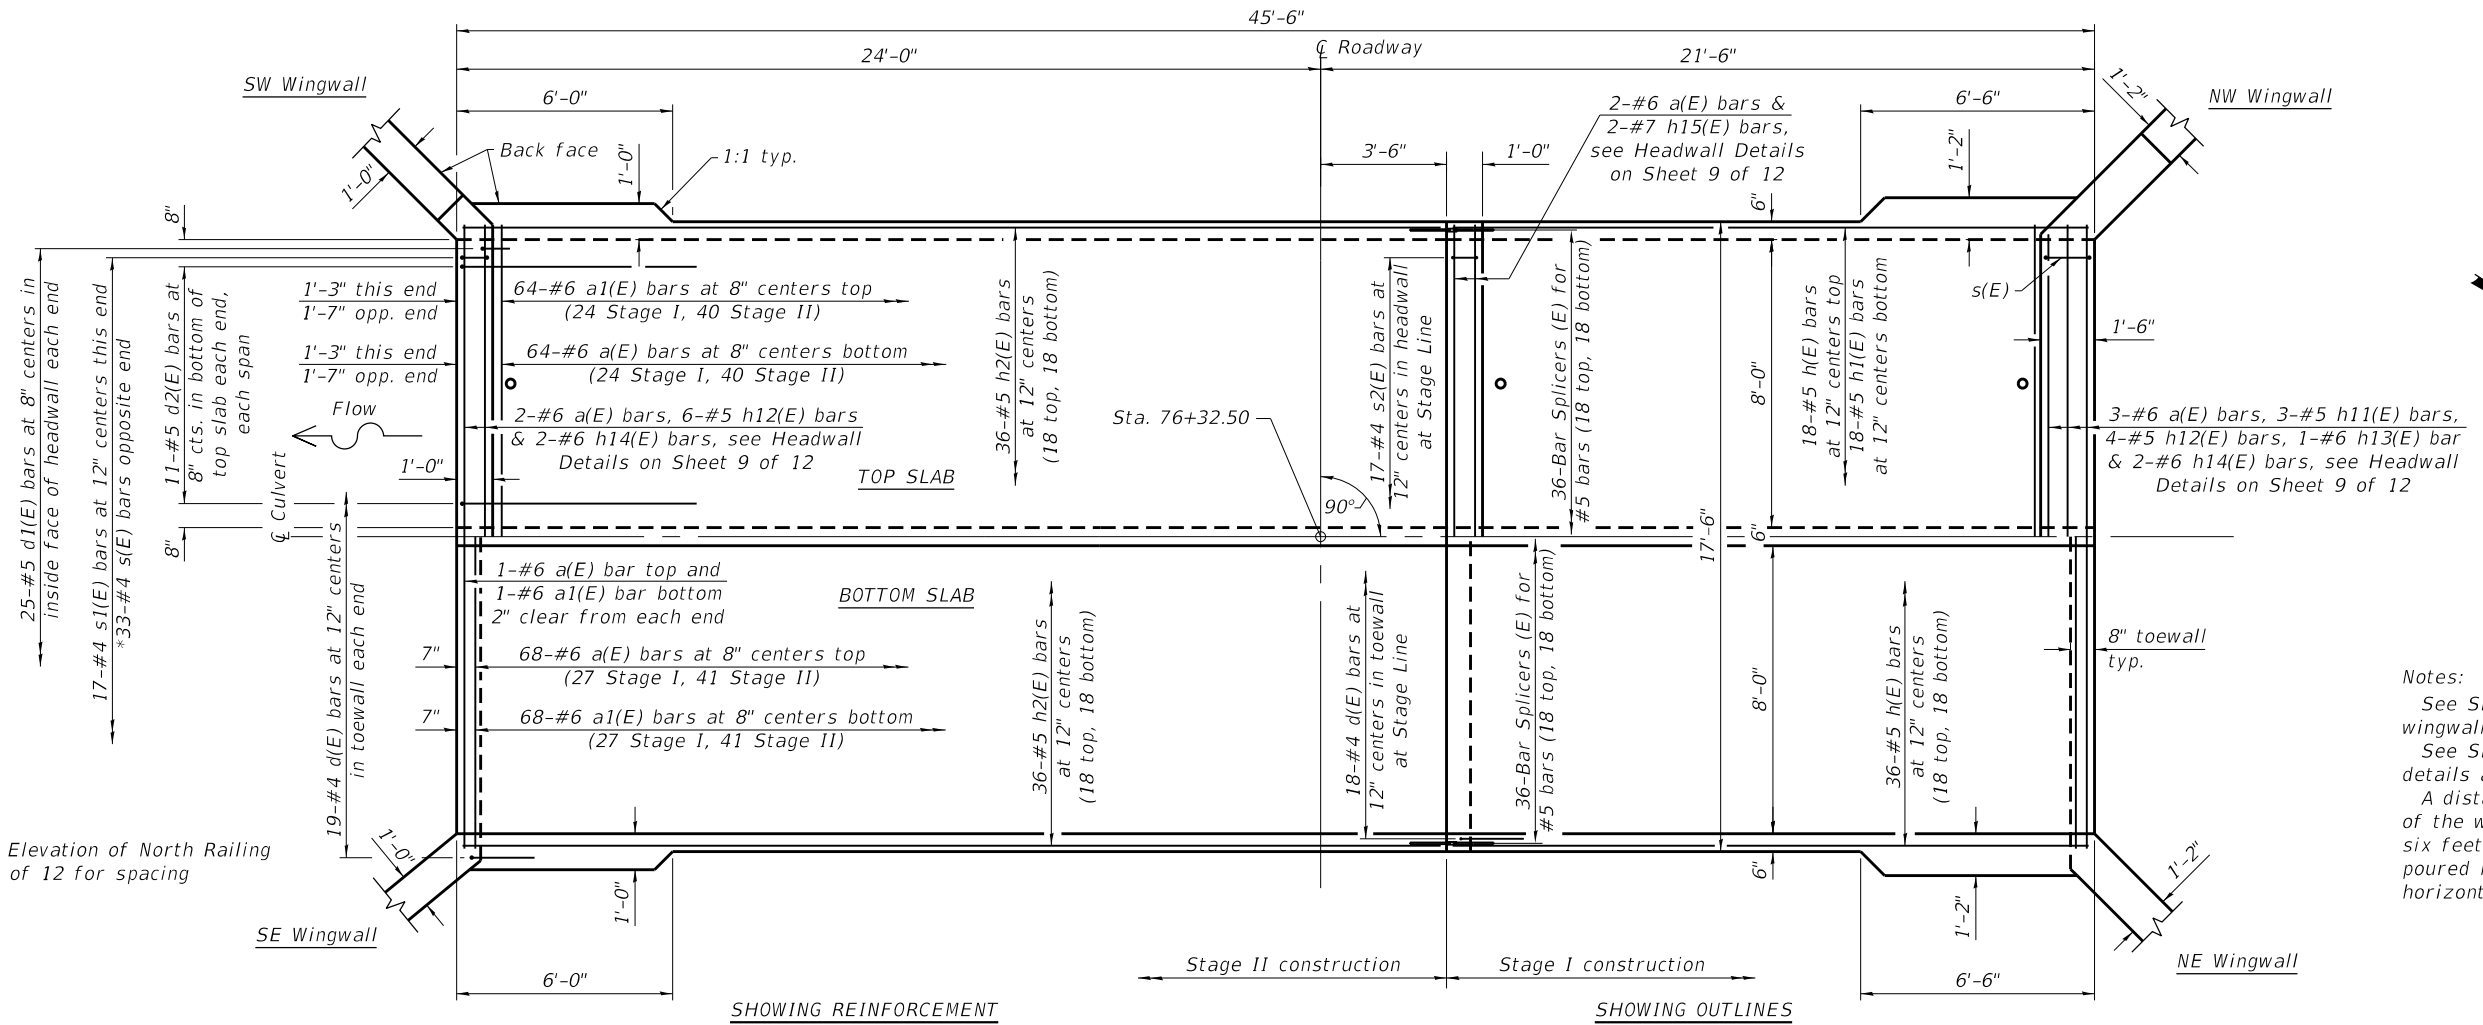 45'-6"
24'-0"
℄ Roadway
21'-6"
SW Wingwall
6'-0"
Back face
1'-0"
1:1 typ.
1'-0"
3'-6"
1'-0"
2-#6 a(E) bars &
2-#7 h15(E) bars,
see Headwall Details
on Sheet 9 of 12
6'-6"
1'-2"
1'-2"
NW Wingwall
6"
8"
8"
25-#5 d1(E) bars at 8" centers in
inside face of headwall each end
17-#4 s1(E) bars at 12" centers this end
*33-#4 s(E) bars opposite end
11-#5 d2(E) bars at
8" cts. in bottom of
top slab each end,
each span
1'-3" this end
1'-7" opp. end
64-#6 a1(E) bars at 8" centers top
(24 Stage I, 40 Stage II)
1'-3" this end
1'-7" opp. end
64-#6 a(E) bars at 8" centers bottom
(24 Stage I, 40 Stage II)
Flow
2-#6 a(E) bars, 6-#5 h12(E) bars
& 2-#6 h14(E) bars, see Headwall
Details on Sheet 9 of 12
1'-0"
℄ Culvert
TOP SLAB
36-#5 h2(E) bars
at 12" centers
(18 top, 18 bottom)
Sta. 76+32.50
90°
17-#4 s2(E) bars at
12" centers in headwall
at Stage Line
36-Bar Splicers (E) for
#5 bars (18 top, 18 bottom)
8'-0"
18-#5 h(E) bars
at 12" centers top
18-#5 h1(E) bars
at 12" centers bottom
s(E)
1'-6"
3-#6 a(E) bars, 3-#5 h11(E) bars,
4-#5 h12(E) bars, 1-#6 h13(E) bar
& 2-#6 h14(E) bars, see Headwall
Details on Sheet 9 of 12
17'-6"
6"
19-#4 d(E) bars at 12" centers
in toewall each end
1-#6 a(E) bar top and
1-#6 a1(E) bar bottom
2" clear from each end
BOTTOM SLAB
7"
68-#6 a(E) bars at 8" centers top
(27 Stage I, 41 Stage II)
7"
68-#6 a1(E) bars at 8" centers bottom
(27 Stage I, 41 Stage II)
36-#5 h2(E) bars
at 12" centers
(18 top, 18 bottom)
18-#4 d(E) bars at
12" centers in toewall
at Stage Line
36-Bar Splicers (E) for
#5 bars (18 top, 18 bottom)
8'-0"
36-#5 h(E) bars
at 12" centers
(18 top, 18 bottom)
8" toewall
typ.
Notes:
See
wingwall
See
details
of the
six feet
poured
Elevation of North Railing
of 12 for spacing
1'-0"
1'-0"
6"
1'-2"
1'-2"
SE Wingwall
6'-0"
Stage II construction
Stage I construction
6'-6"
NE Wingwall
SHOWING REINFORCEMENT
SHOWING OUTLINES